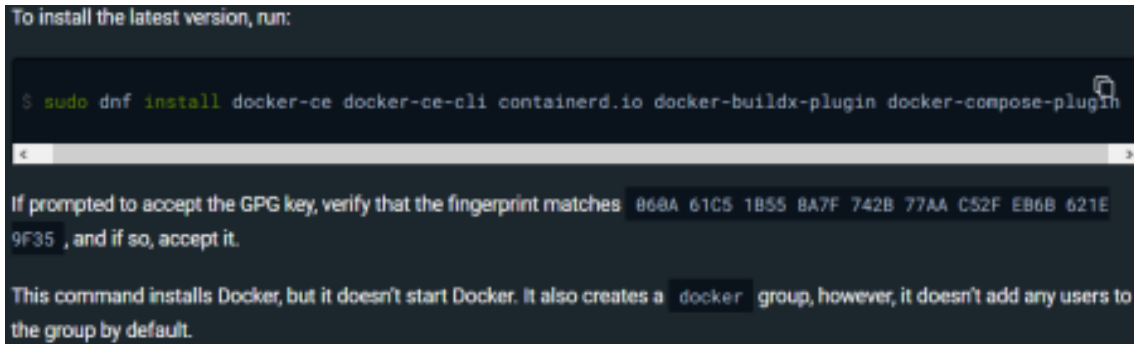 To install the latest version, run:
$ sudo dnf install docker-ce docker-ce-cli containerd.io docker-buildx-plugin docker-compose-plugin
If prompted to accept the GPG key, verify that the fingerprint matches 060A 61C5 1B55 8A7F 742B 77AA C52F EB6B 621E
9F35 , and if so, accept it.
This command installs Docker, but it doesn't start Docker. It also creates a docker group, however, it doesn't add any users to
the group by default.